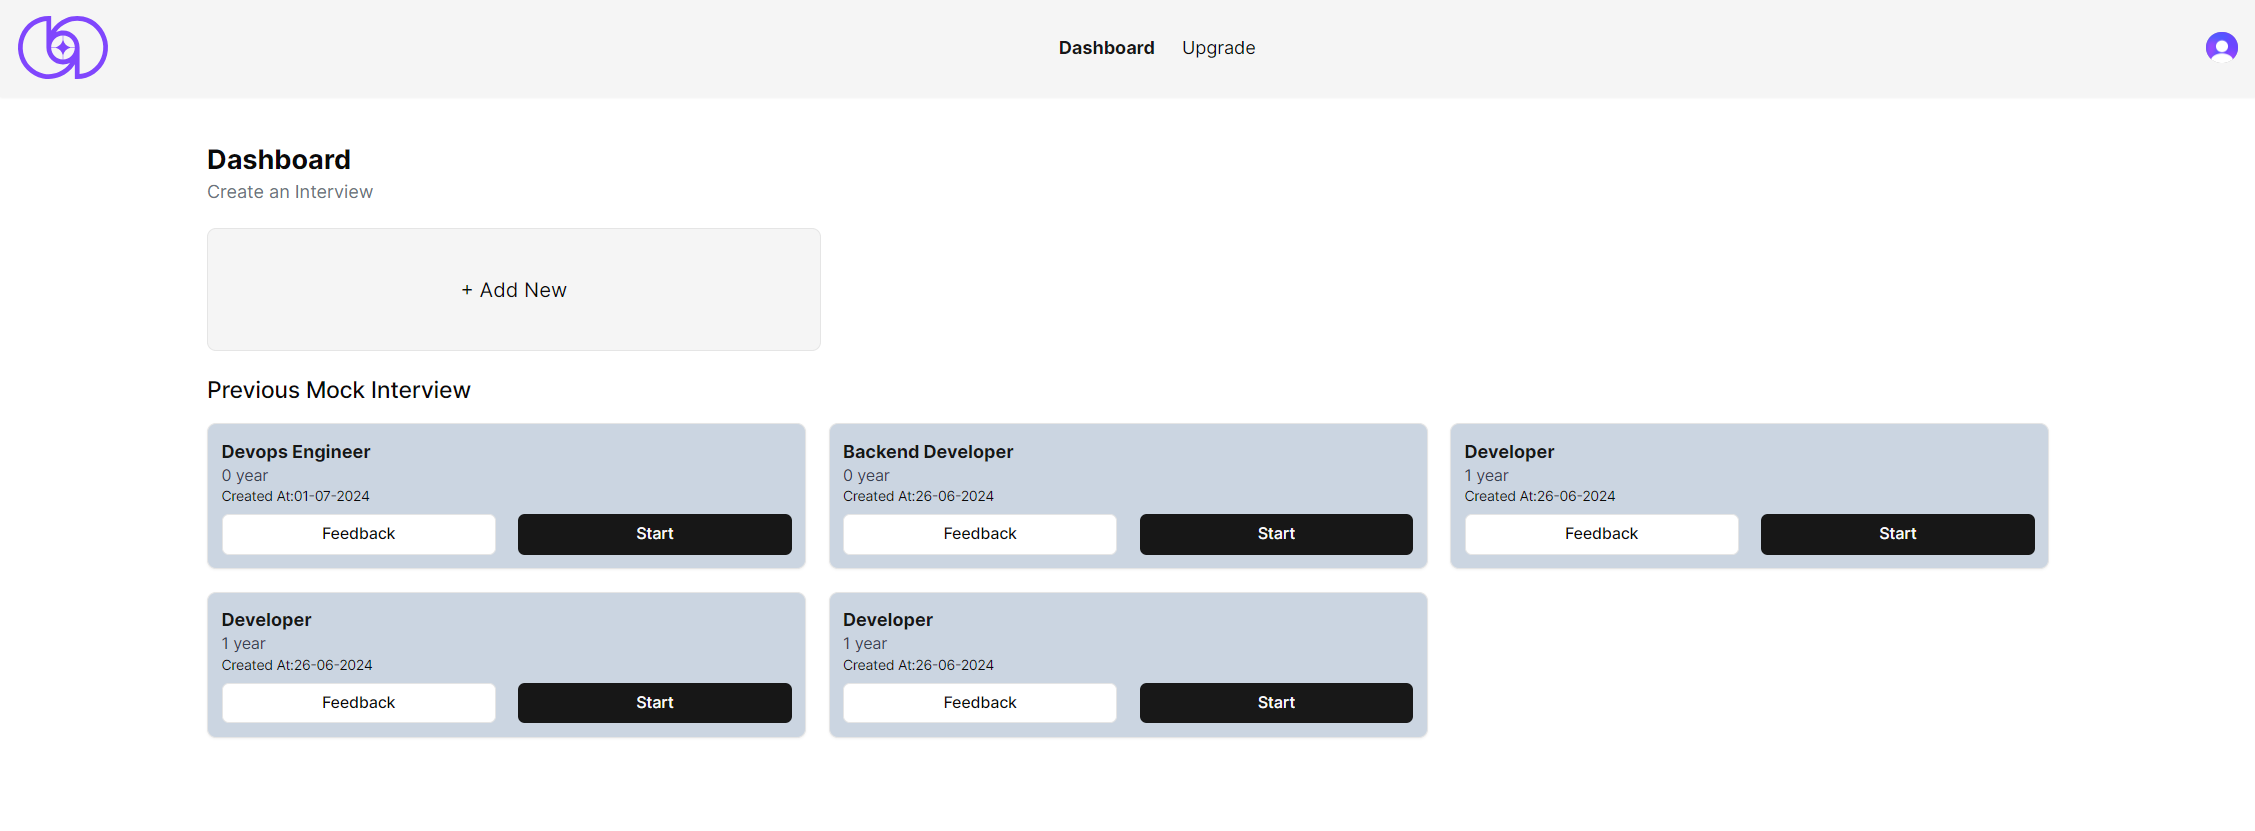 Dashboard Upgrade
Dashboard
Create an Interview
+ Add New
Previous Mock Interview
Devops Engineer
0 year
Created At:01-07-2024
Feedback Start
Backend Developer
0 year
Created At:26-06-2024
Feedback Start
Developer
1 year
Created At:26-06-2024
Feedback Start
Developer
1 year
Created At:26-06-2024
Feedback Start
Developer
1 year
Created At:26-06-2024
Feedback Start